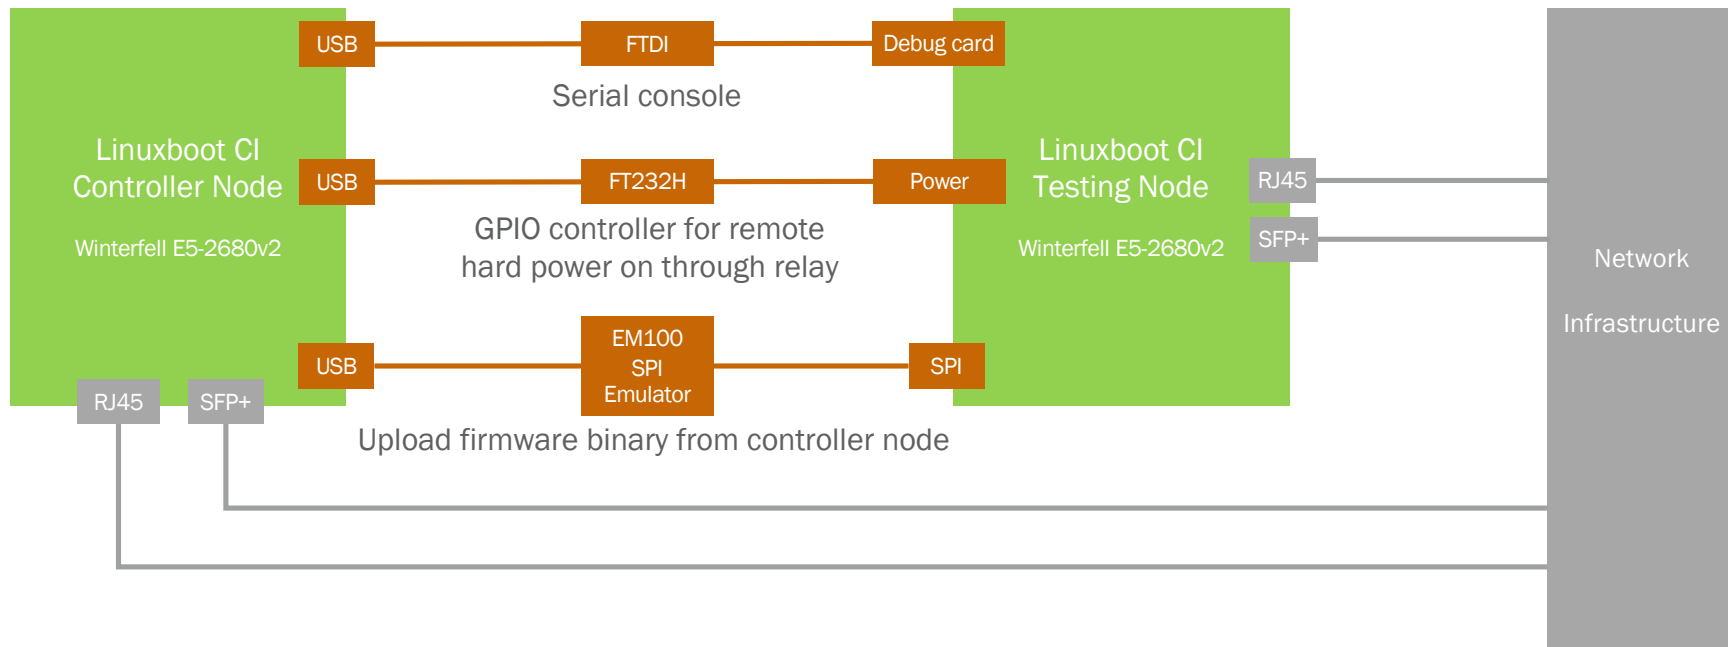 USB
FTDI
Debug card
Serial console
Linuxboot CI
Controller Node
Winterfell E5-2680v2
USB
FT232H
Power
GPIO controller for remote
hard power on through relay
Linuxboot CI
Testing Node
Winterfell E5-2680v2
RJ45
SFP+
Network
Infrastructure
USB
EM100
SPI
Emulator
SPI
RJ45
SFP+
Upload firmware binary from controller node